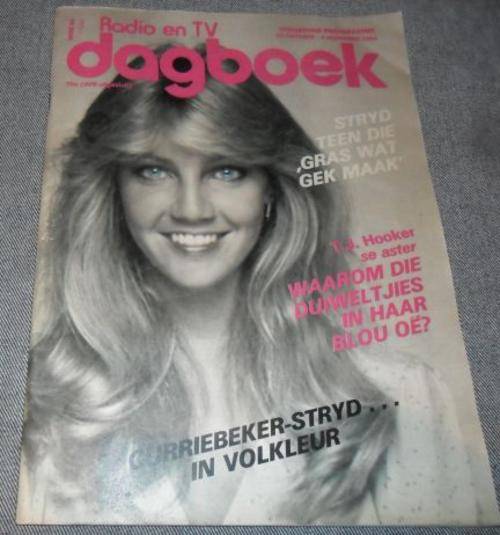 Radio en TV
dagboek
STRYD
TEEN DIE
‚GRAS WAT
GEK MAAK’
T.J. Hooker
se aster
WAAROM DIE
DUIWELTJIES
IN HAAR
BLOU OË?
CURRIEBEKER-STRYD . . .
IN VOLKLEUR